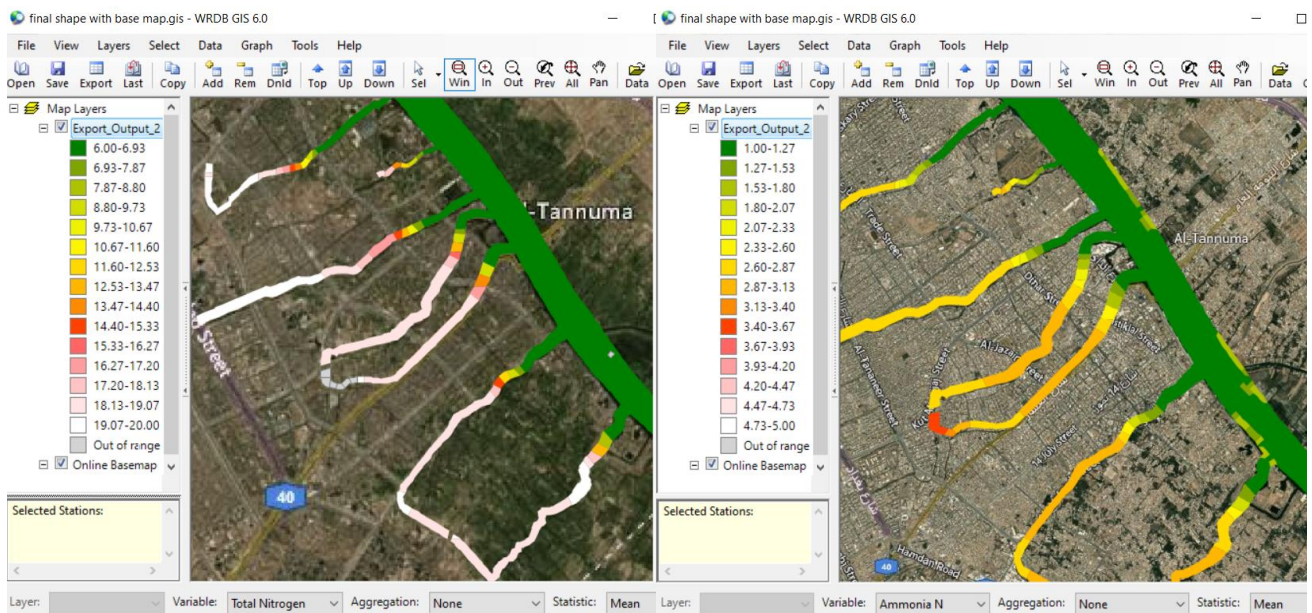 final shape with base map.gis - WRDB GIS 6.0
File View Layers Select Data Graph Tools Help
Open Save Export Last Copy Add Rem Dnld Top Up Down Sel Win In Out Prev All Pan Data
Map Layers
Export_Output_2
6.00-6.93
6.93-7.87
7.87-8.80
8.80-9.73
9.73-10.67
10.67-11.60
11.60-12.53
12.53-13.47
13.47-14.40
14.40-15.33
15.33-16.27
16.27-17.20
17.20-18.13
18.13-19.07
19.07-20.00
Out of range
Online Basemap
Selected Stations:
Street
40
-Tannuma
Layer: Variable: Total Nitrogen Aggregation: None Statistic: Mean
final shape with base map.gis - WRDB GIS 6.0
File View Layers Select Data Graph Tools Help
Open Save Export Last Copy Add Rem Dnld Top Up Down Sel Win In Out Prev All Pan Data
Map Layers
Export_Output_2
1.00-1.27
1.27-1.53
1.53-1.80
1.80-2.07
2.07-2.33
2.33-2.60
2.60-2.87
2.87-3.13
3.13-3.40
3.40-3.67
3.67-3.93
3.93-4.20
4.20-4.47
4.47-4.73
4.73-5.00
Out of range
Online Basemap
Selected Stations:
Trade Street
Al-Tannuma
Street
Al-Tananeer Street
14 July Street
Hamdan Road
40
Layer: Variable: Ammonia N Aggregation: None Statistic: Mean